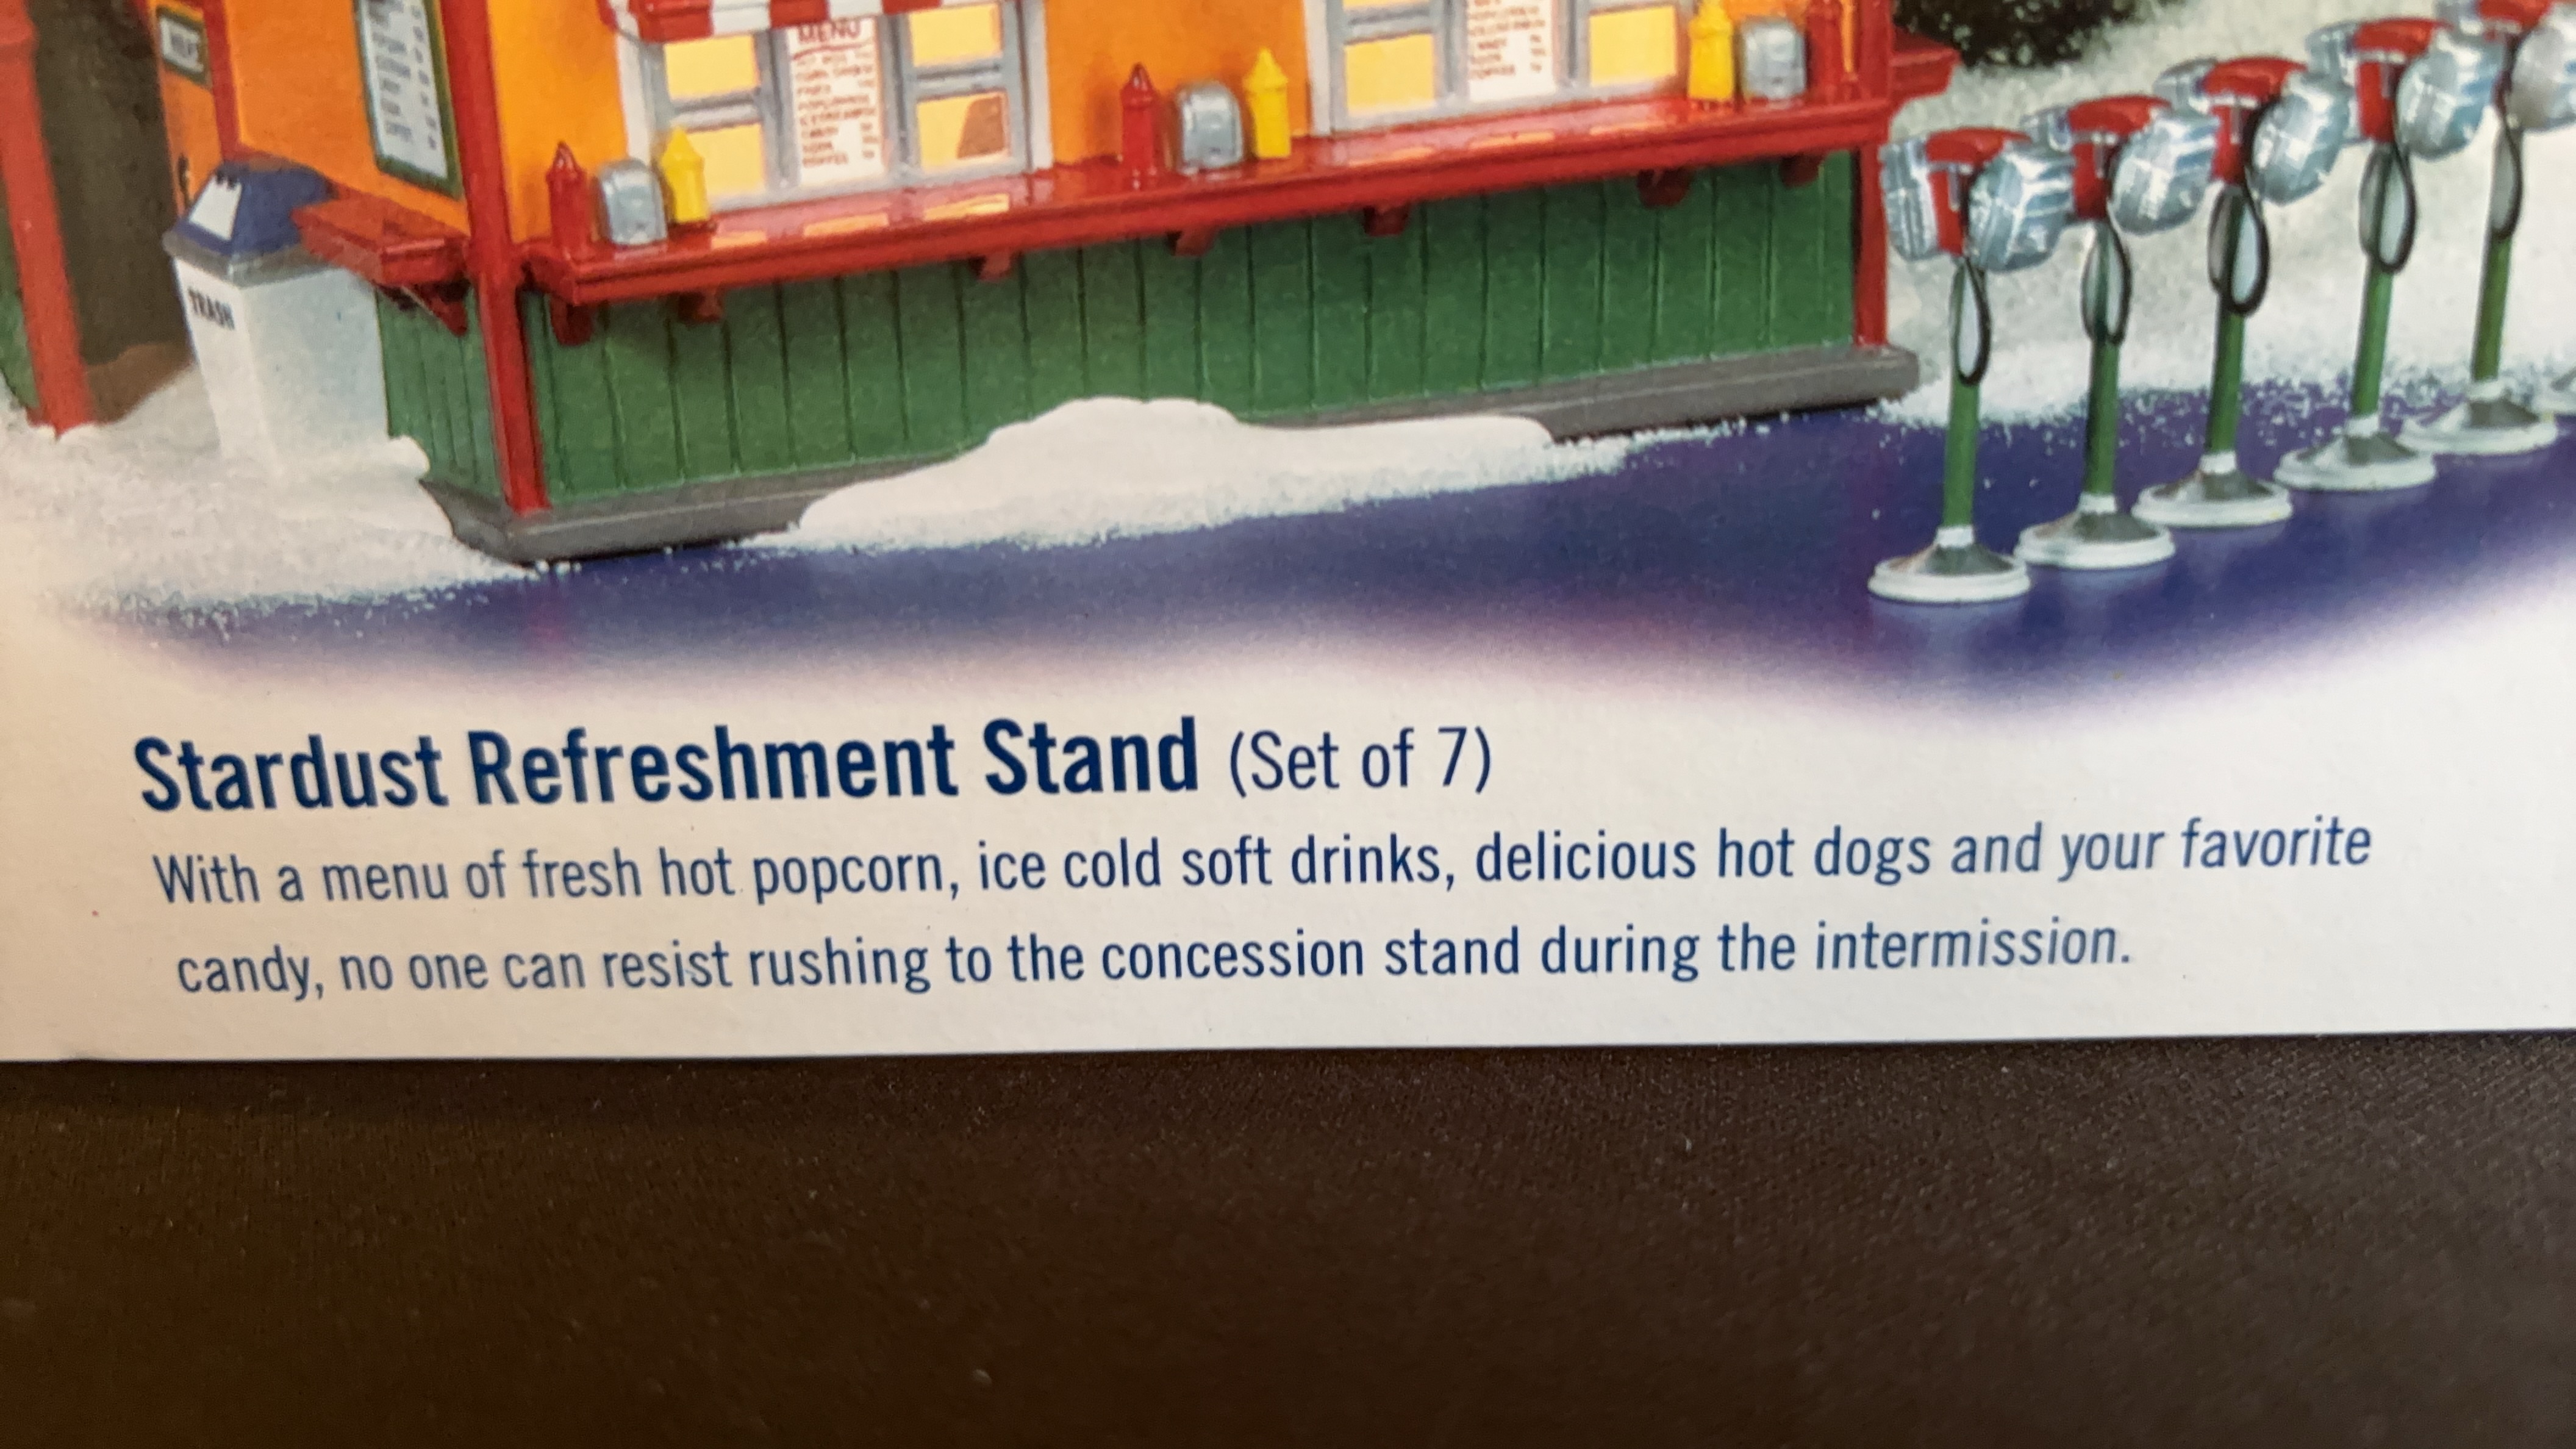 MENU
TRASH
Stardust Refreshment Stand (Set of 7)
With a menu of fresh hot popcorn, ice cold soft drinks, delicious hot dogs and your favorite
candy, no one can resist rushing to the concession stand during the intermission.